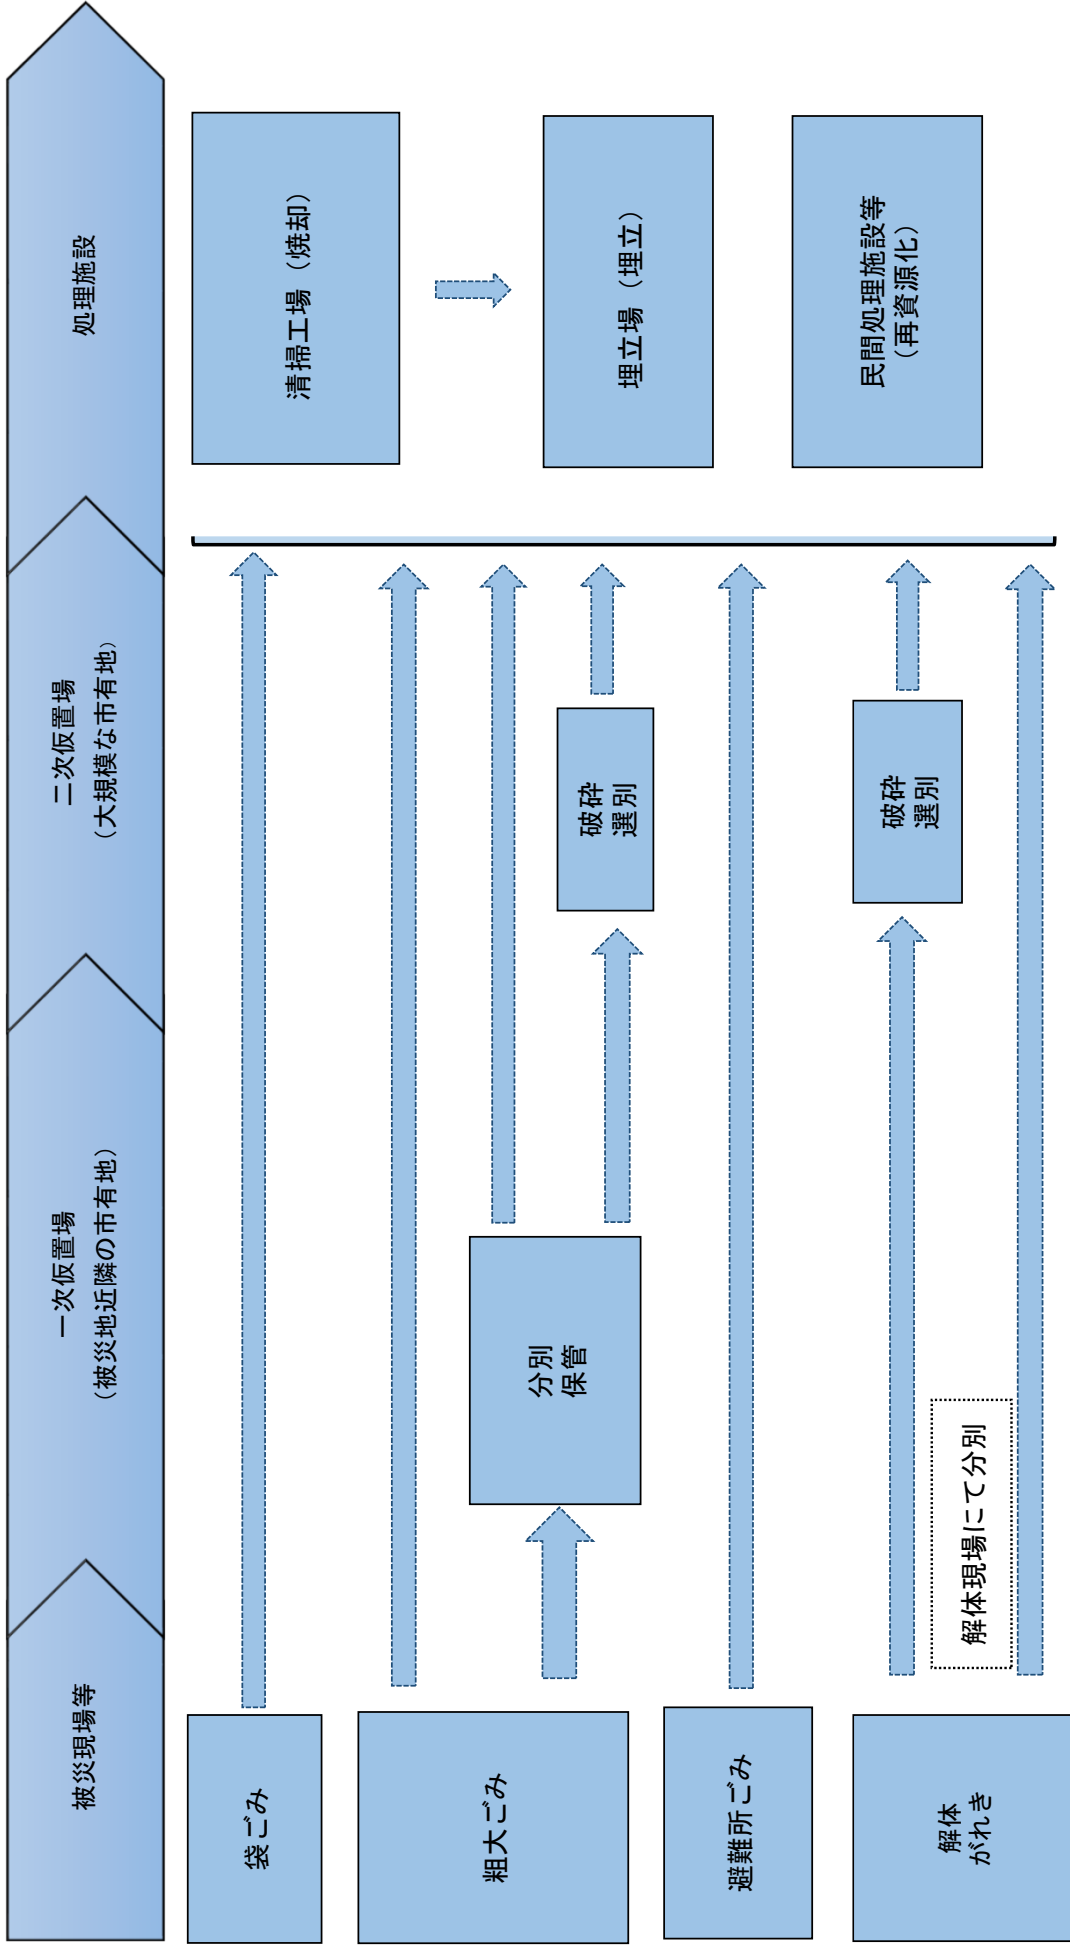 被災現場等
一次仮置場
（被災地近隣の市有地）
二次仮置場
（大規模な市有地）
処理施設
袋ごみ
粗大ごみ
分別
保管
破砕
選別
避難所ごみ
解体
がれき
解体現場にて分別
破砕
選別
清掃工場（焼却）
埋立場（埋立）
民間処理施設等
（再資源化）